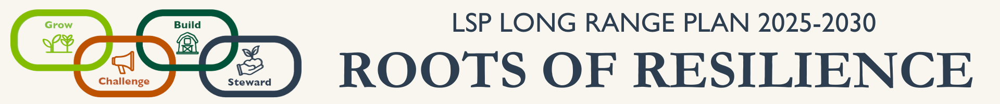 Grow
Challenge
Build
Steward
LSP LONG RANGE PLAN 2025-2030
ROOTS OF RESILIENCE